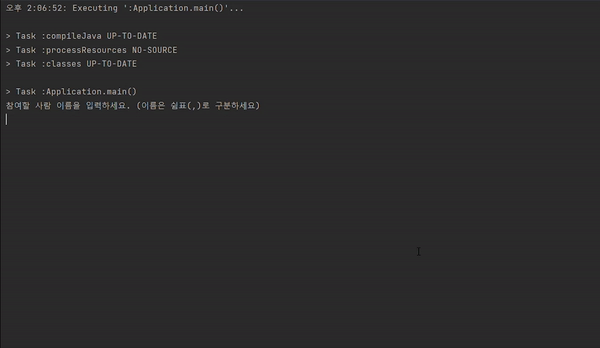 오후 2:06:52: Executing ':Application.main()'...
> Task :compileJava UP-TO-DATE
> Task :processResources NO-SOURCE
> Task :classes UP-TO-DATE
> Task :Application.main()
참여할 사람 이름을 입력하세요. (이름은 쉼표(,)로 구분하세요)